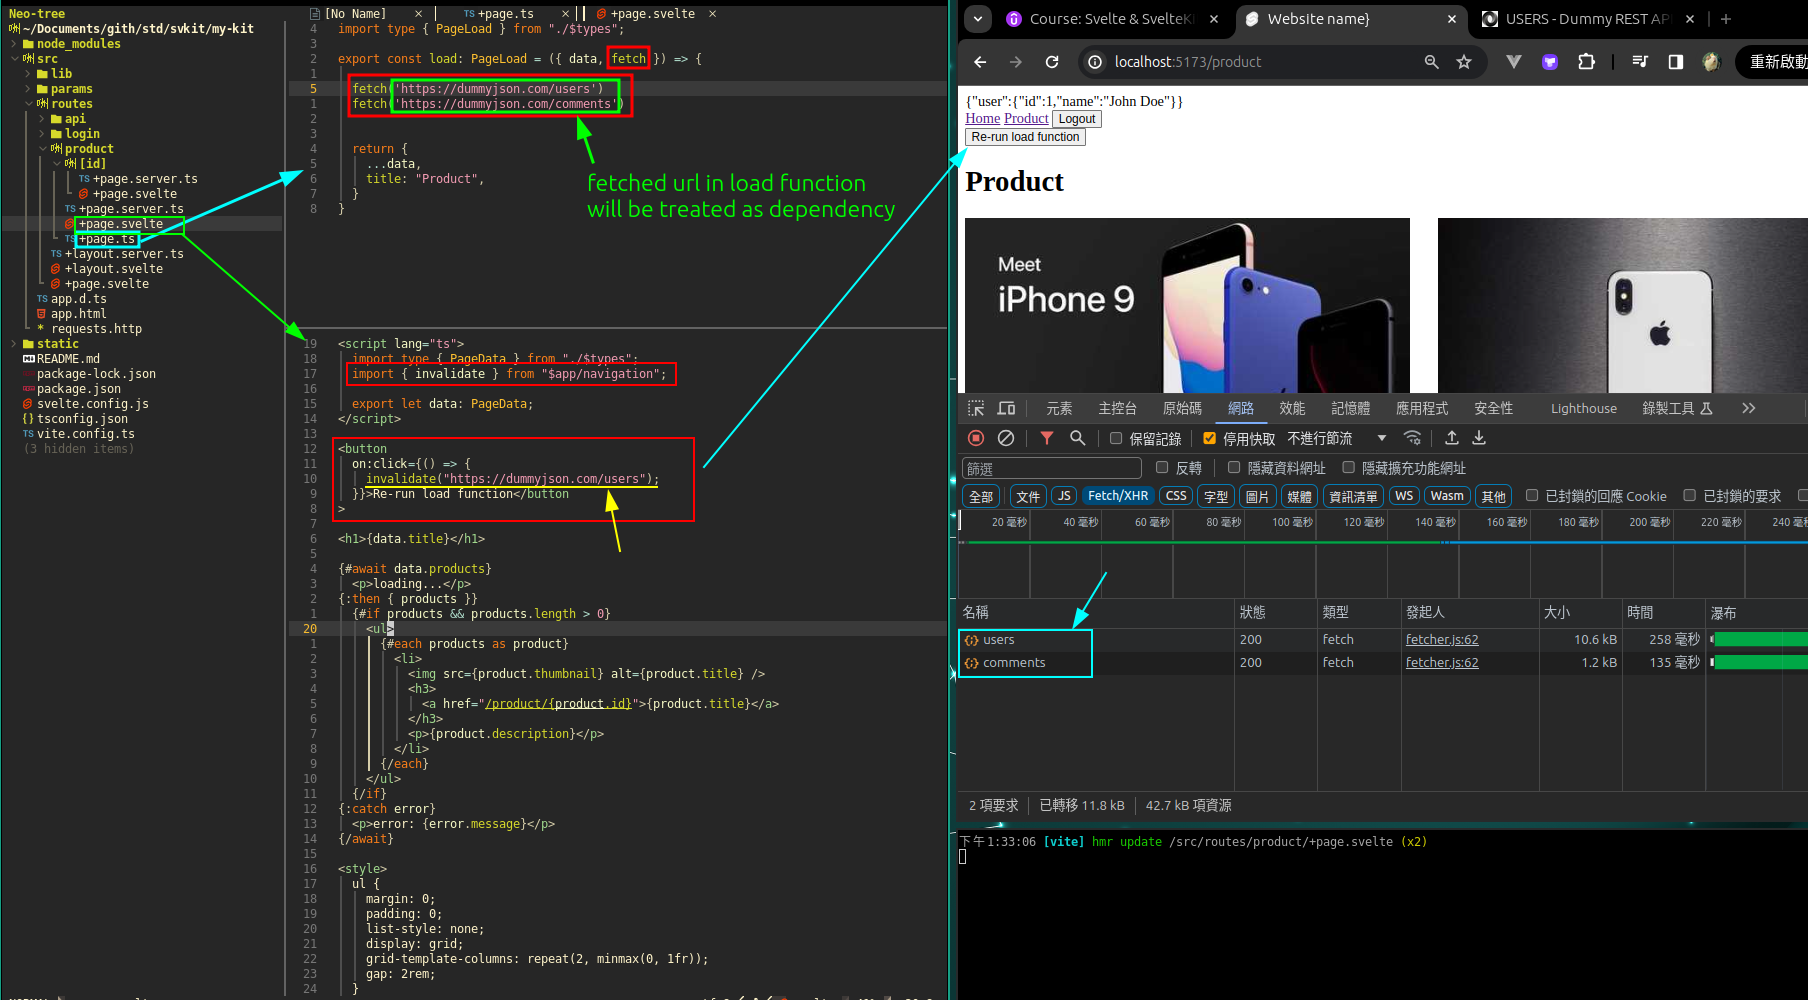 Neo-tree
~/Documents/gith/std/svkit/my-kit
node_modules
src
lib
params
routes
api
login
product
[id]
TS +page.server.ts
+page.svelte
TS +page.server.ts
+page.svelte
TS +page.ts
TS +layout.server.ts
+layout.svelte
+page.svelte
TS app.d.ts
app.html
* requests.http
static
README.md
package-lock.json
package.json
svelte.config.js
{} tsconfig.json
TS vite.config.ts
(3 hidden items)
[No Name] × TS +page.ts × +page.svelte ×
4 import type { PageLoad } from "./$types";
3
2 export const load: PageLoad = ({ data, fetch }) => {
1
5 fetch('https://dummyjson.com/users')
1 fetch('https://dummyjson.com/comments')
2
3
4 return {
5 ...data,
6 title: "Product",
7 }
8 }
fetched url in load function
will be treated as dependency
19 <script lang="ts">
18 import type { PageData } from "./$types";
17 import { invalidate } from "$app/navigation";
16
15 export let data: PageData;
14 </script>
13
12 <button
11 on:click={() => {
10 invalidate("https://dummyjson.com/users");
9 }}>Re-run load function</button
8 >
7
6 <h1>{data.title}</h1>
5
4 {#await data.products}
3 <p>loading...</p>
2 {:then { products }}
1 {#if products && products.length > 0}
20 <ul>
1 {#each products as product}
2 <li>
3 <img src={product.thumbnail} alt={product.title} />
4 <h3>
5 <a href="/product/{product.id}">{product.title}</a>
6 </h3>
7 <p>{product.description}</p>
8 </li>
9 {/each}
10 </ul>
11 {/if}
12 {:catch error}
13 <p>error: {error.message}</p>
14 {/await}
15
16 <style>
17 ul {
18 margin: 0;
19 padding: 0;
20 list-style: none;
21 display: grid;
22 grid-template-columns: repeat(2, minmax(0, 1fr));
23 gap: 2rem;
24 }
Course: Svelte & SvelteKi × WebsIte name} × USERS - Dummy REST AP × +
localhost:5173/product 重新啟動
{"user":{"id":1,"name":"John Doe"}}
Home Product Logout
Re-run load function
Product
Meet
iPhone 9
元素 主控台 原始碼 網路 效能 記憶體 應用程式 安全性 Lighthouse 錄製工具
保留記錄 停用快取 不進行節流
篩選 反轉 隱藏資料網址 隱藏擴充功能網址
全部 文件 JS Fetch/XHR CSS 字型 圖片 媒體 資訊清單 WS Wasm 其他 已封鎖的回應 Cookie 已封鎖的要求
20 毫秒 40 毫秒 60 毫秒 80 毫秒 100 毫秒 120 毫秒 140 毫秒 160 毫秒 180 毫秒 200 毫秒 220 毫秒 240 毫
名稱 狀態 類型 發起人 大小 時間 瀑布
users 200 fetch fetcher.js:62 10.6 kB 258 毫秒
comments 200 fetch fetcher.js:62 1.2 kB 135 毫秒
2 項要求 已轉移 11.8 kB 42.7 kB 項資源
下午1:33:06 [vite] hmr update /src/routes/product/+page.svelte (x2)